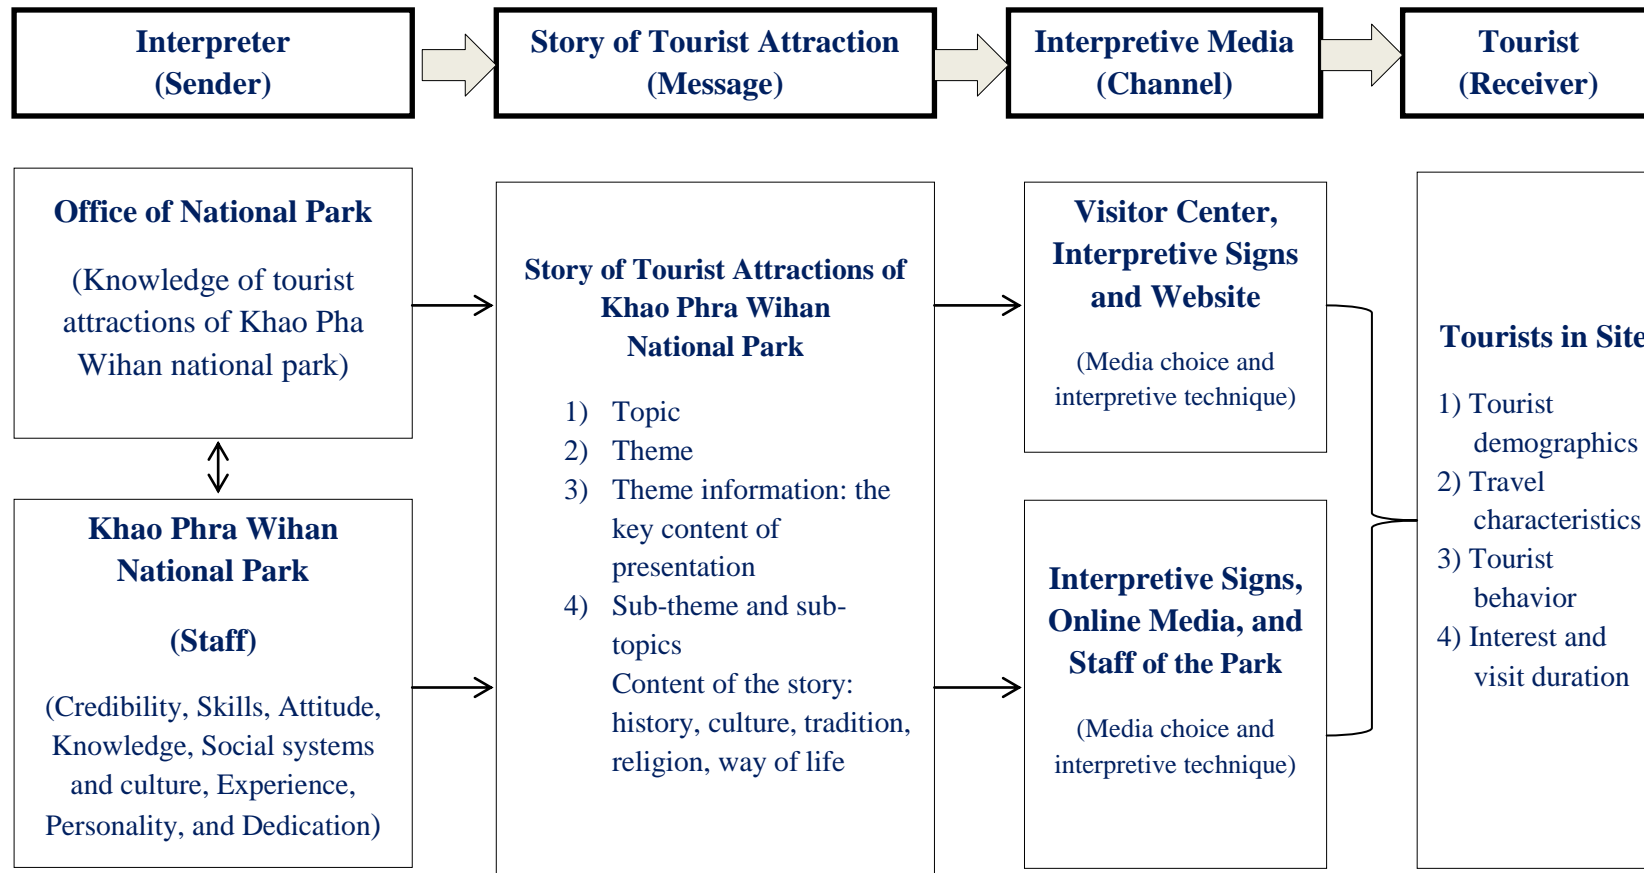 Interpreter
(Sender)
Story of Tourist Attraction
(Message)
Interpretive Media
(Channel)
Tourist
(Receiver)
Office of National Park
(Knowledge of tourist
attractions of Khao Pha
Wihan national park)
Khao Phra Wihan
National Park
(Staff)
(Credibility, Skills, Attitude,
Knowledge, Social systems
and culture, Experience,
Personality, and Dedication)
Story of Tourist Attractions of
Khao Phra Wihan
National Park
1) Topic
2) Theme
3) Theme information: the
key content of
presentation
4) Sub-theme and sub-
topics
Content of the story:
history, culture, tradition,
religion, way of life
Visitor Center,
Interpretive Signs
and Website
(Media choice and
interpretive technique)
Interpretive Signs,
Online Media, and
Staff of the Park
(Media choice and
interpretive technique)
Tourists in Site
1) Tourist
demographics
2) Travel
characteristics
3) Tourist
behavior
4) Interest and
visit duration